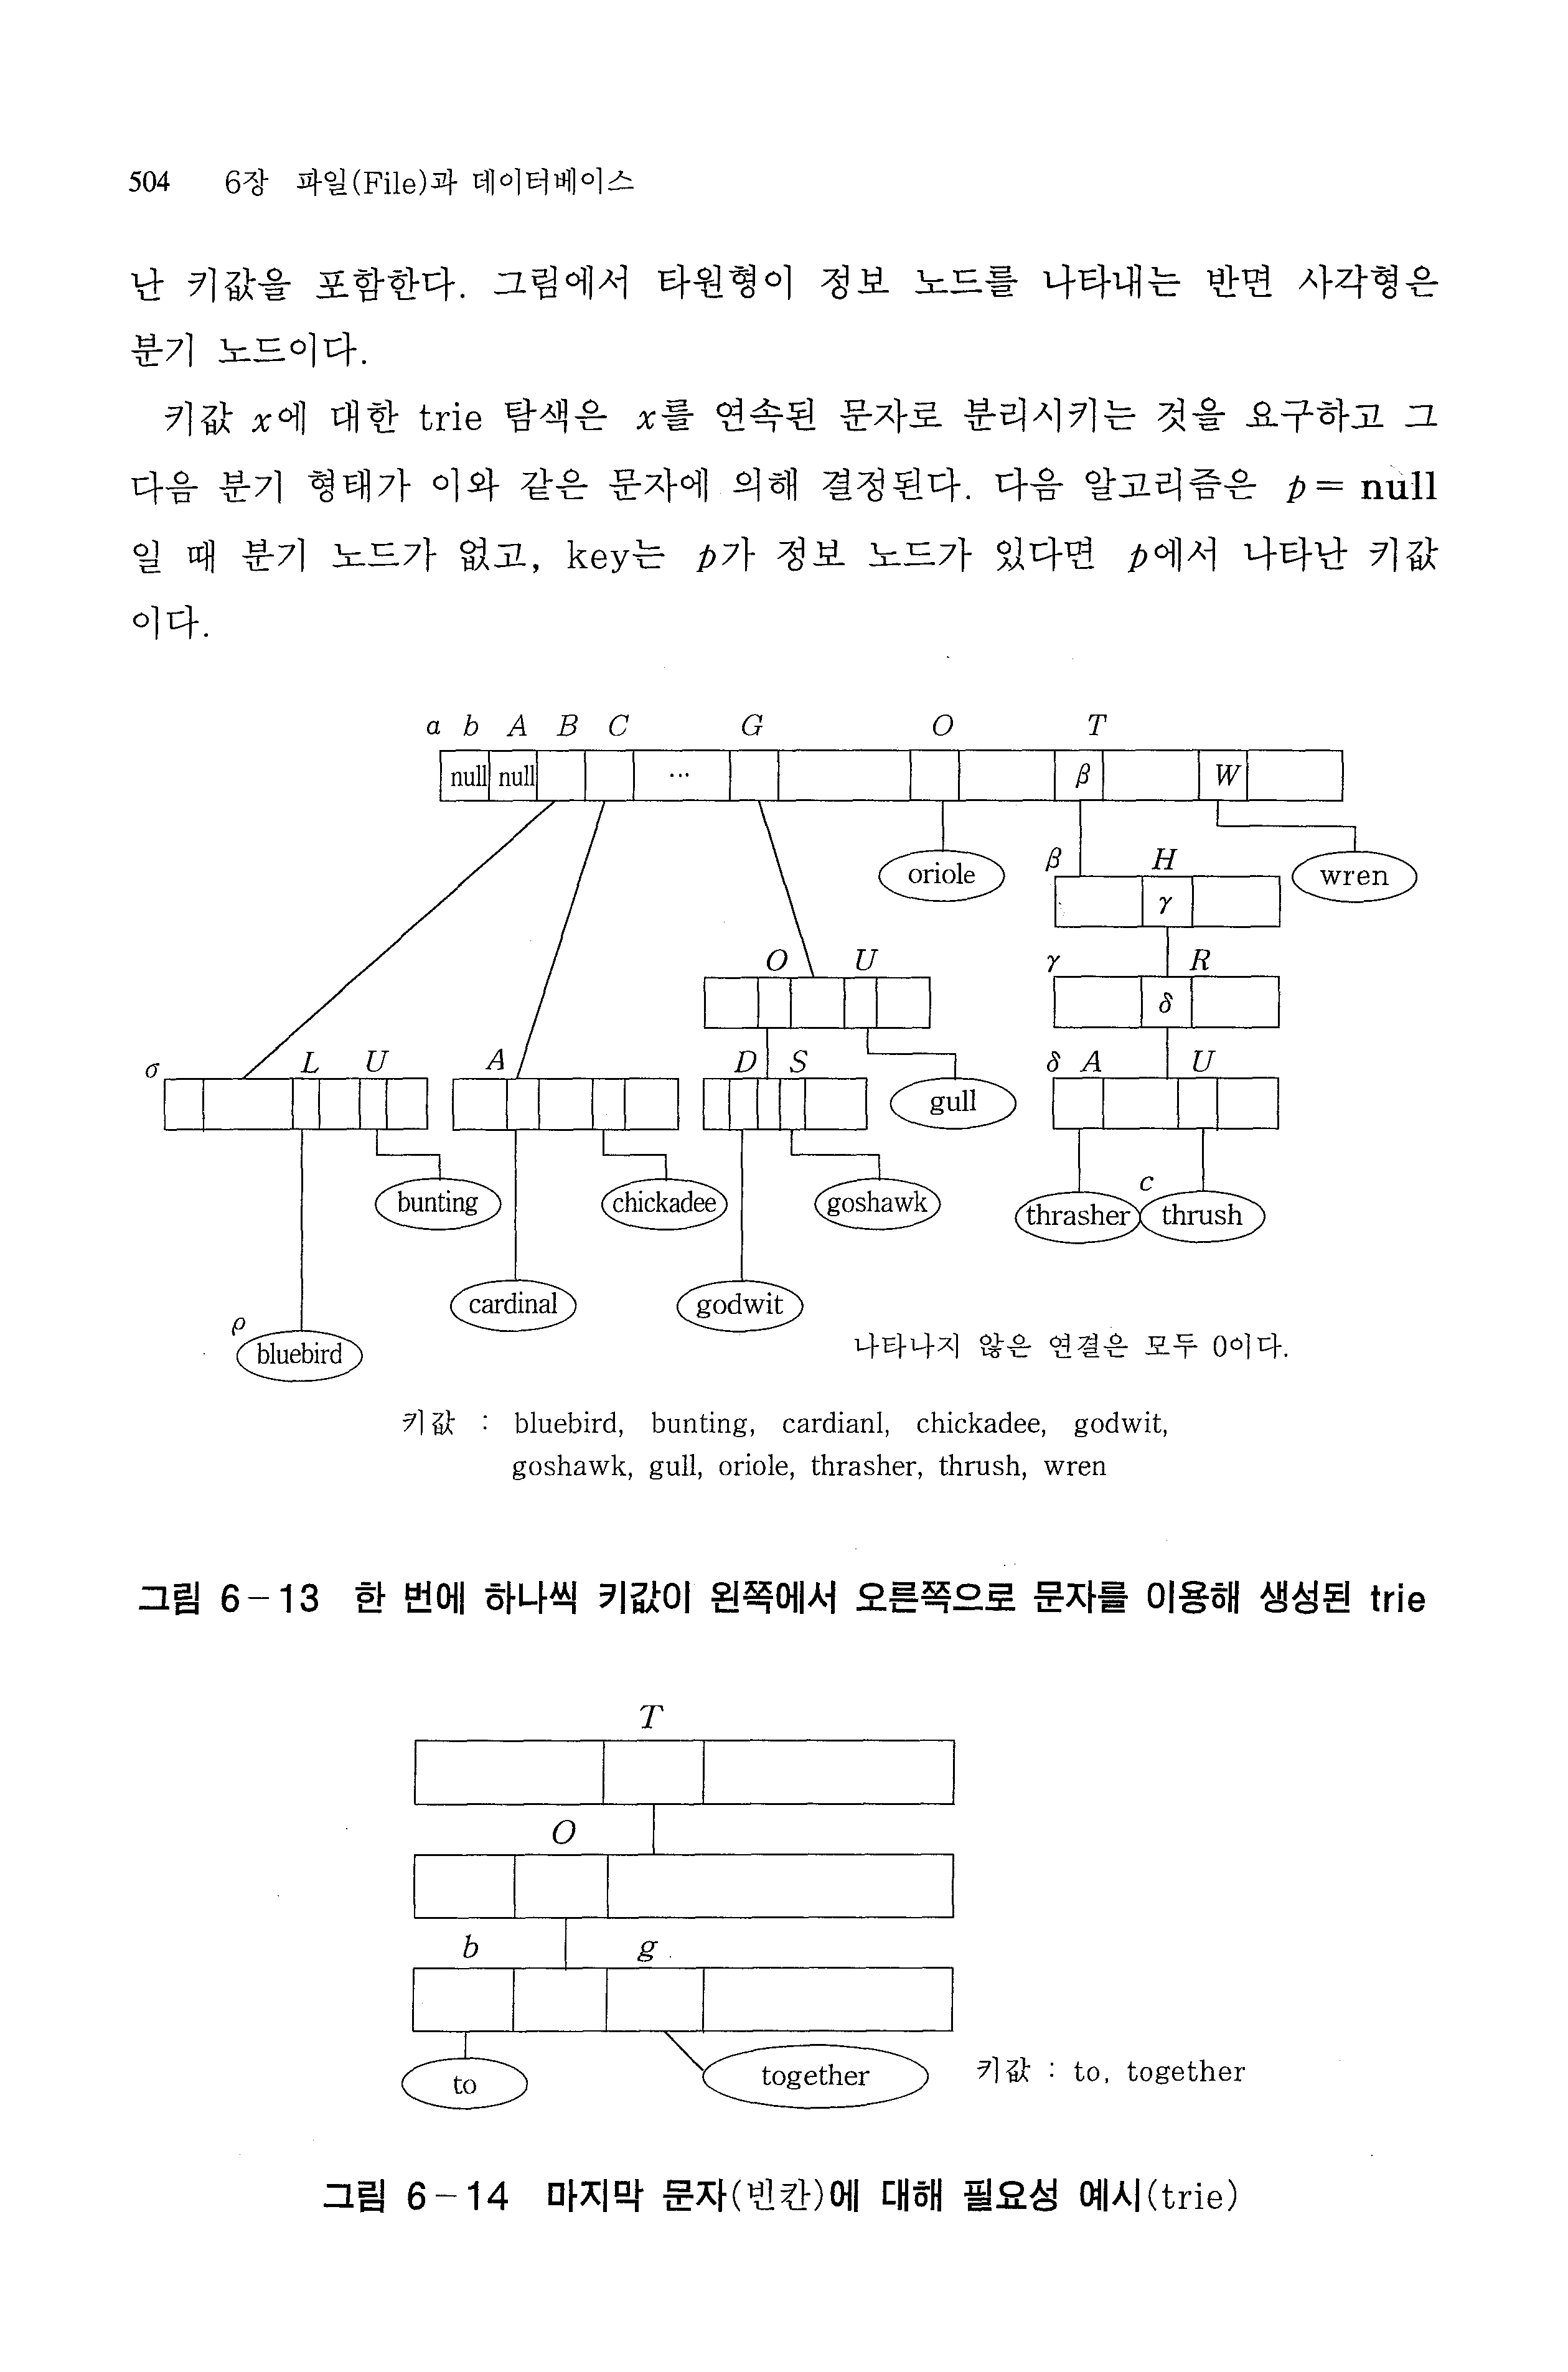 504 6장 파일(File)과 데이터베이스
난 키값을 포함한다. 그림에서 타원형이 정보 노드를 나타내는 반면 사각형은
분기 노드이다.
키값 x에 대한 trie 탐색은 x를 연속된 문자로 분리시키는 것을 요구하고 그
다음 분기 형태가 이와 같은 문자에 의해 결정된다. 다음 알고리즘은 p= null
일 때 분기 노드가 없고, key는 p가 정보 노드가 있다면 p에서 나타난 키값
이다.
a b A B C G O T
null null ··· β W
oriole β H wren
γ
O U γ R
δ
σ L U A D S δ A U
gull
bunting chickadee goshawk c
thrasher thrush
cardinal godwit
ρ
bluebird
나타나지 않은 연결은 모두 0이다.
키값 : bluebird, bunting, cardianl, chickadee, godwit,
goshawk, gull, oriole, thrasher, thrush, wren
그림 6-13 한 번에 하나씩 키값이 왼쪽에서 오른쪽으로 문자를 이용해 생성된 trie
T
O
b g
to together 키값 : to, together
그림 6-14 마지막 문자(빈칸)에 대해 필요성 예시(trie)